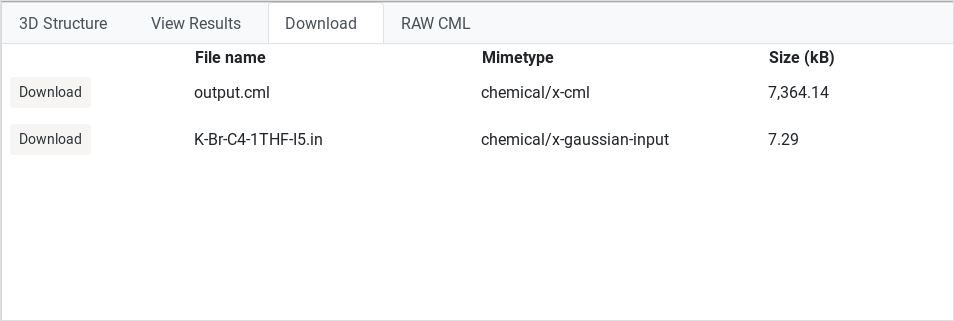 3D Structure View Results Download RAW CML
File name Mimetype Size (kB)
Download output.cml chemical/x-cml 7,364.14
Download K-Br-C4-1THF-I5.in chemical/x-gaussian-input 7.29